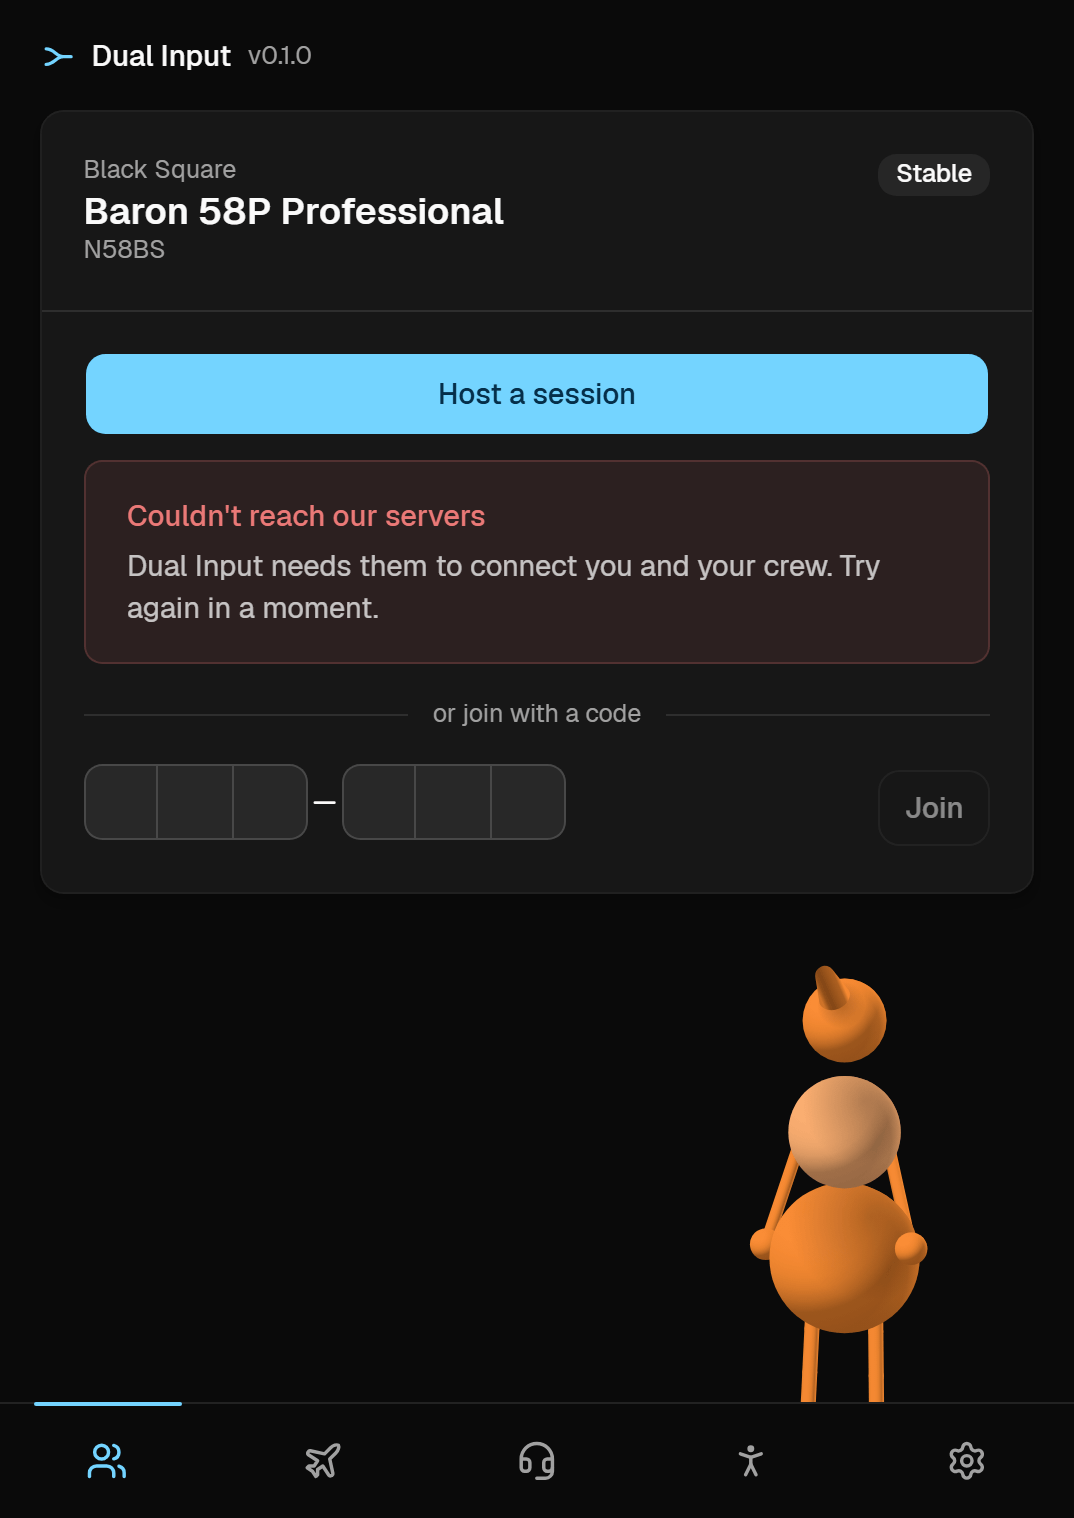 Dual Input v0.1.0
Black Square
Stable
Baron 58P Professional
N58BS
Host a session
Couldn't reach our servers
Dual Input needs them to connect you and your crew. Try
again in a moment.
or join with a code
Join